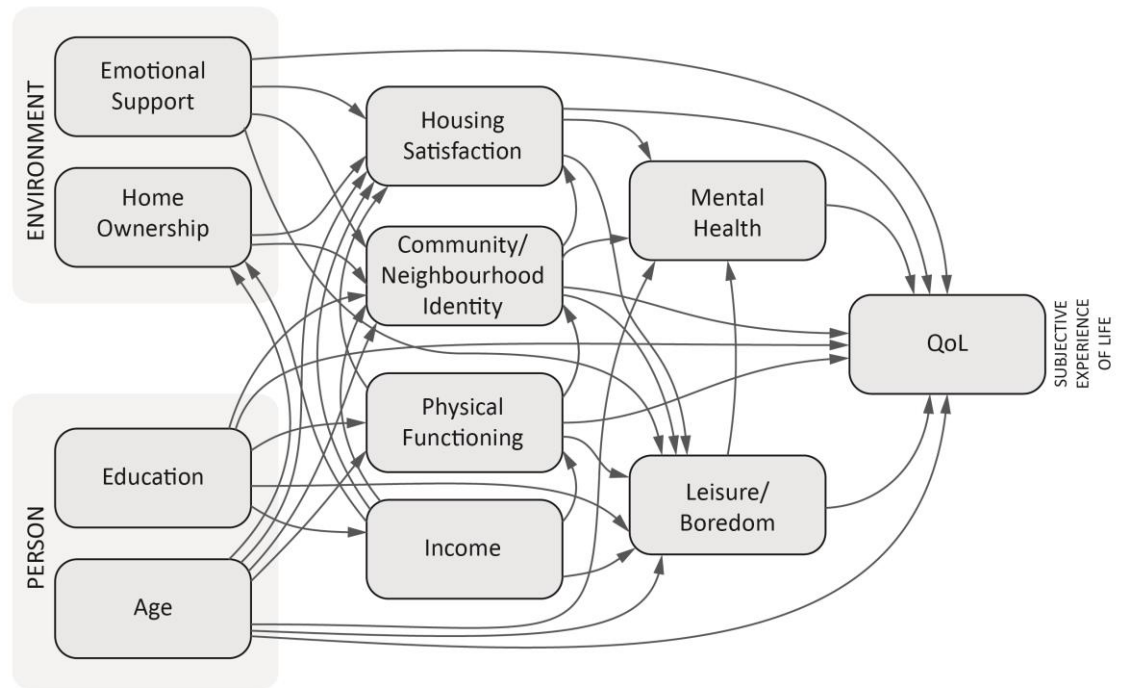 ENVIRONMENT
Emotional
Support
Home
Ownership
PERSON
Education
Age
Housing
Satisfaction
Community/
Neighbourhood
Identity
Physical
Functioning
Income
Mental
Health
Leisure/
Boredom
QoL
SUBJECTIVE
EXPERIENCE
OF LIFE